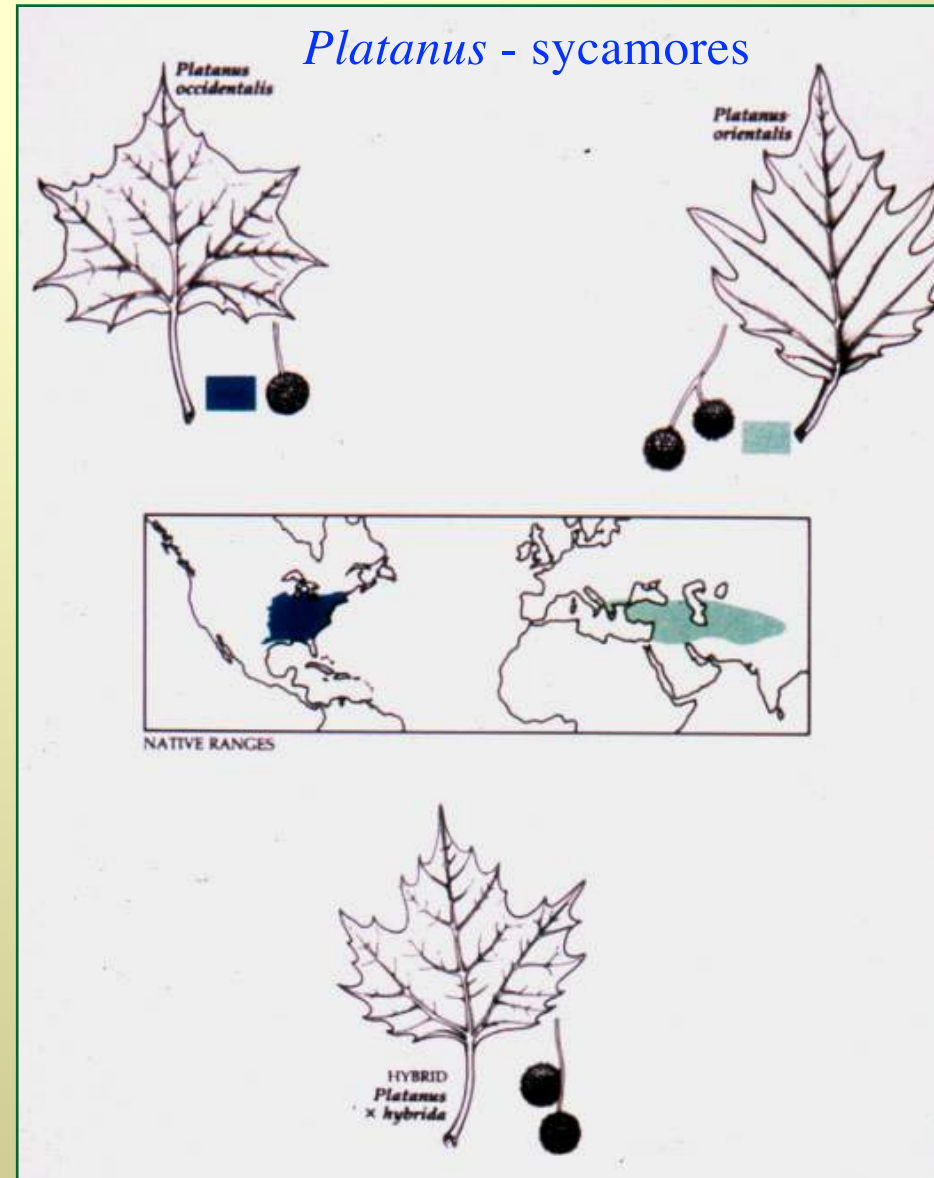 Platanus - sycamores
Platanus
occidentalis
Platanus
orientalis
NATIVE RANGES
HYBRID
Platanus
× hybrida